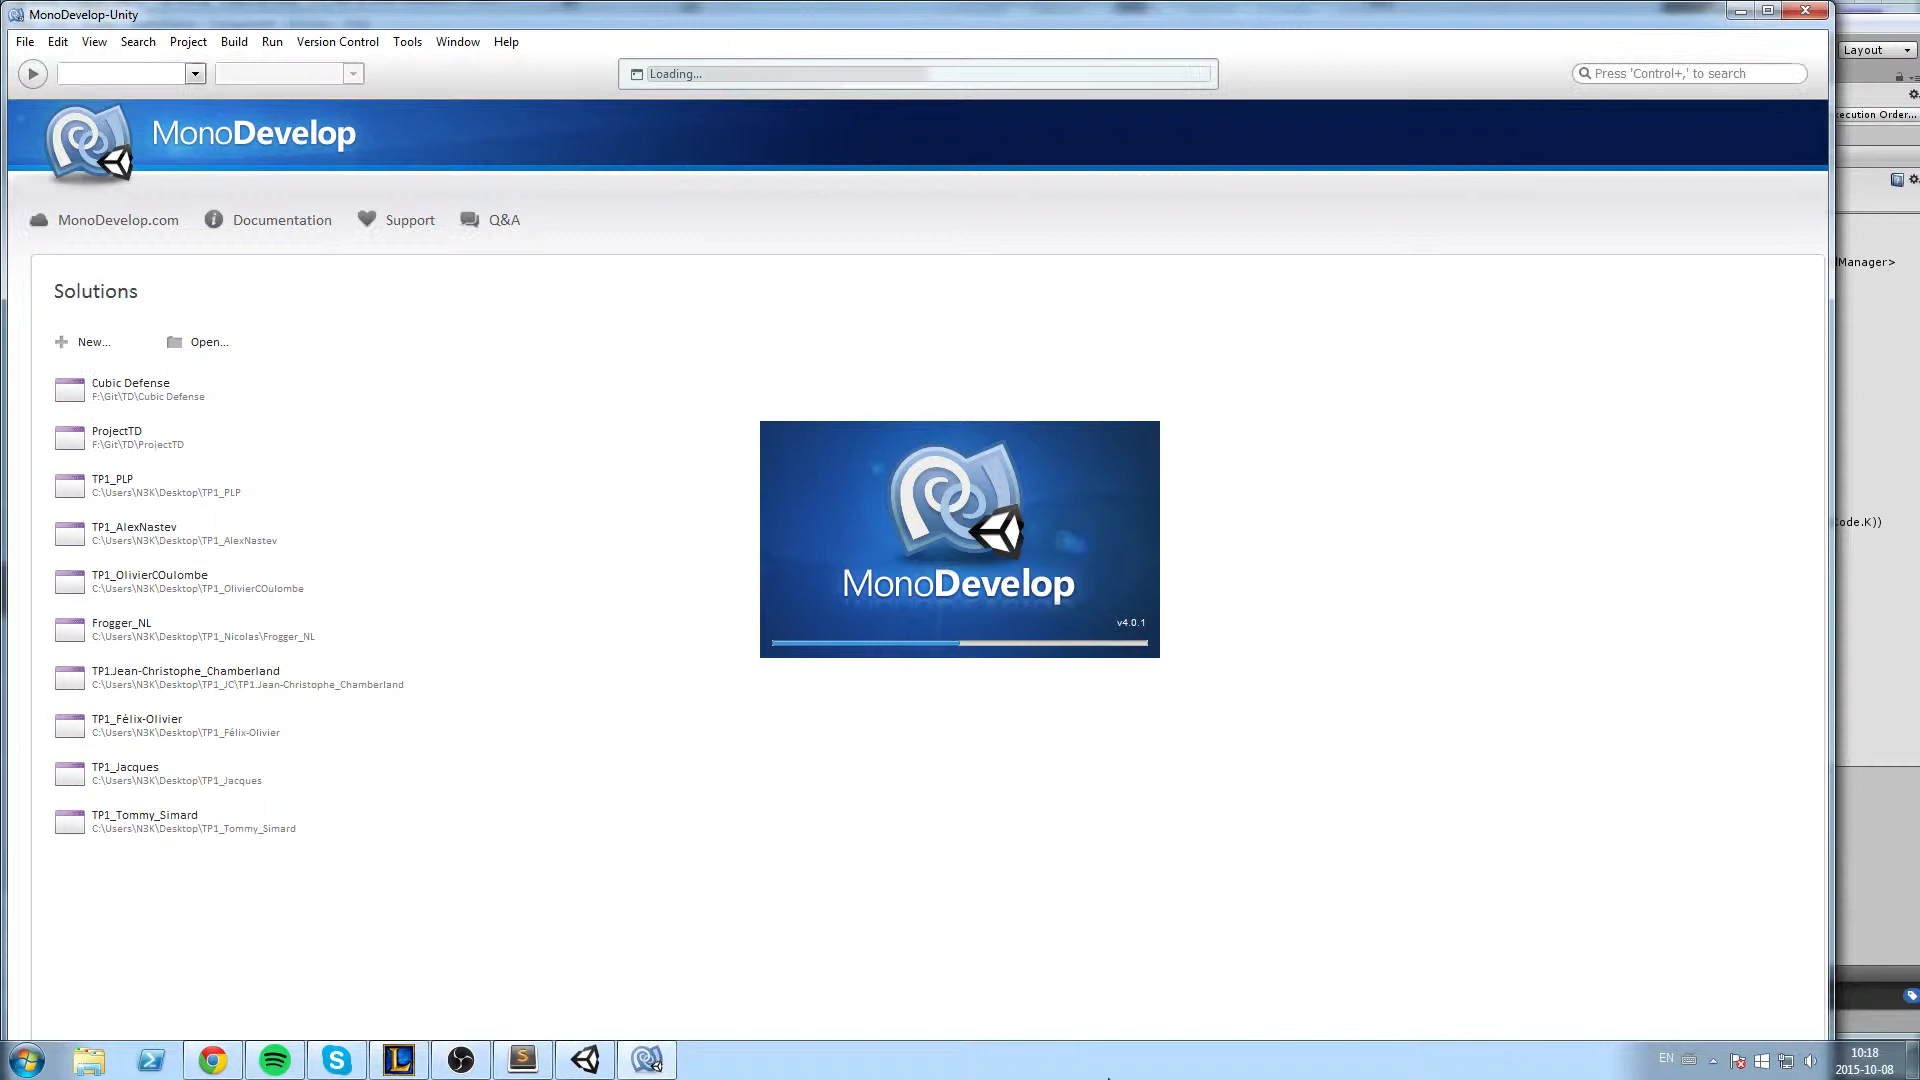 MonoDevelop-Unity
File Edit View Search Project Build Run Version Control Tools Window Help
Layout
Loading...
Press 'Control+,' to search
ecution Order...
MonoDevelop
MonoDevelop.com Documentation Support Q&A
Manager>
Solutions
New... Open...
Cubic Defense
F:\Git\TD\Cubic Defense
ProjectTD
F:\Git\TD\ProjectTD
TP1_PLP
C:\Users\N3K\Desktop\TP1_PLP
TP1_AlexNastev
C:\Users\N3K\Desktop\TP1_AlexNastev
ode.K))
TP1_OlivierCOulombe
C:\Users\N3K\Desktop\TP1_OlivierCOulombe
MonoDevelop
v4.0.1
Frogger_NL
C:\Users\N3K\Desktop\TP1_Nicolas\Frogger_NL
TP1.Jean-Christophe_Chamberland
C:\Users\N3K\Desktop\TP1_JC\TP1.Jean-Christophe_Chamberland
TP1_Félix-Olivier
C:\Users\N3K\Desktop\TP1_Félix-Olivier
TP1_Jacques
C:\Users\N3K\Desktop\TP1_Jacques
TP1_Tommy_Simard
C:\Users\N3K\Desktop\TP1_Tommy_Simard
EN
10:18
2015-10-08